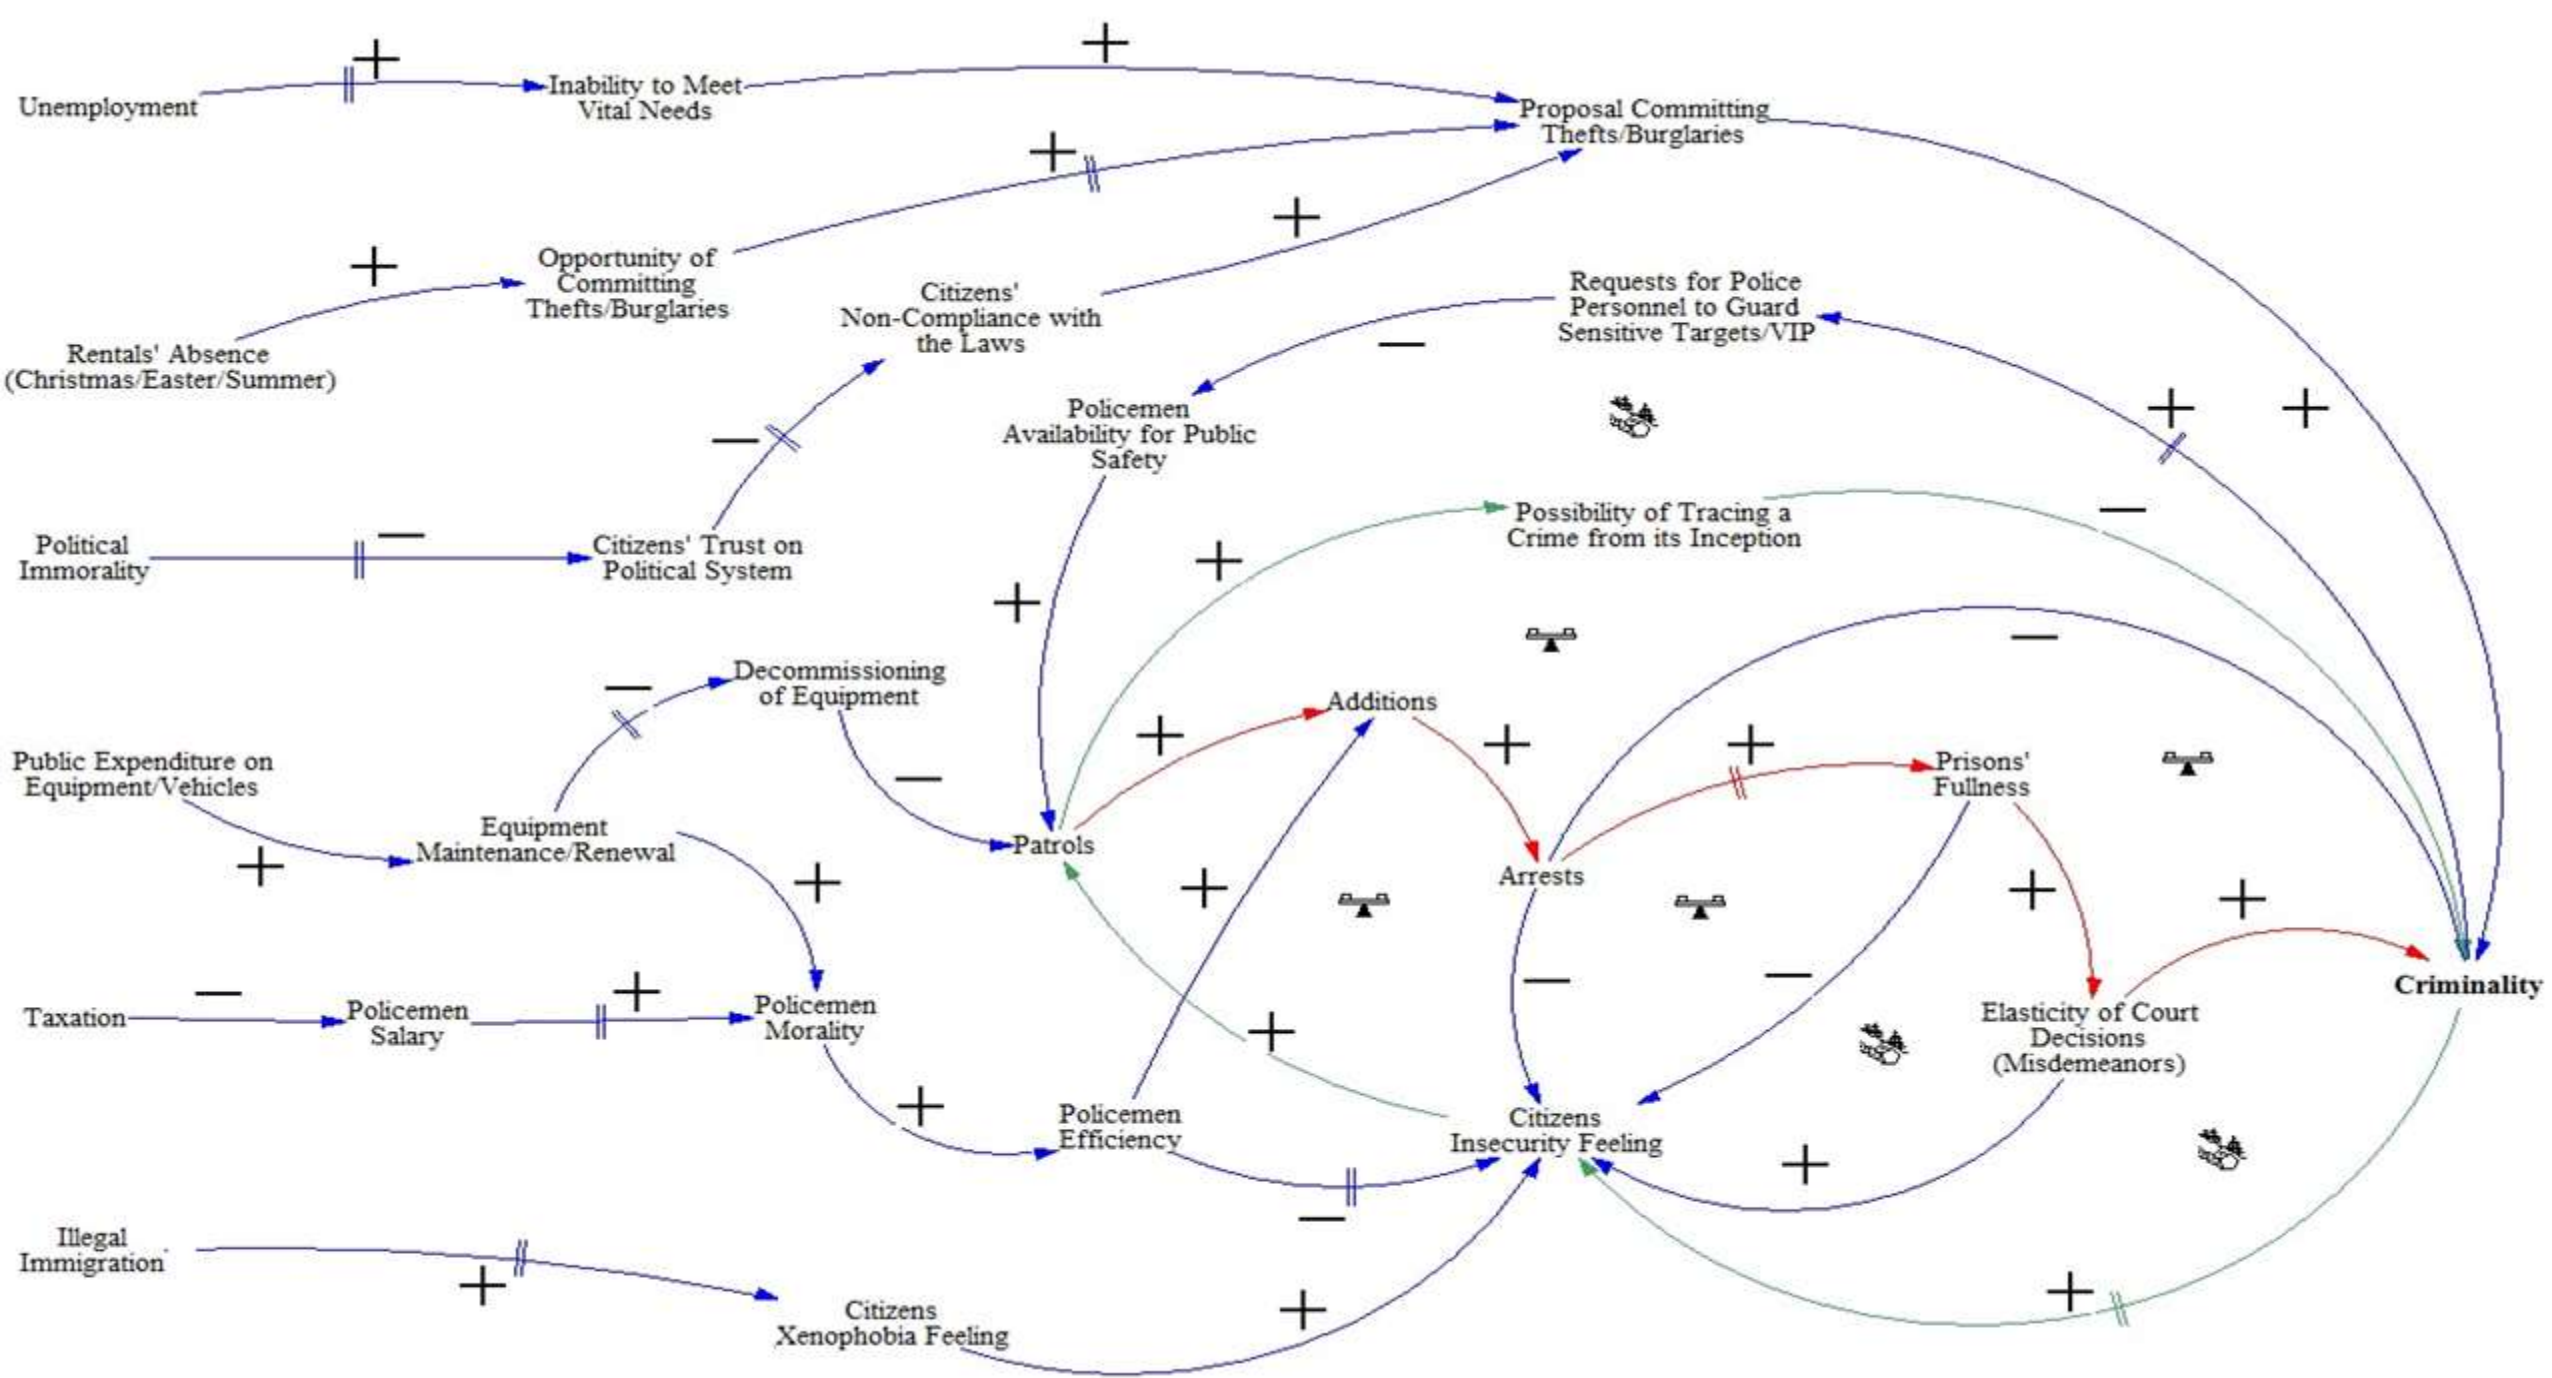 Unemployment
Inability to Meet
Vital Needs
Proposal Committing
Thefts/Burglaries
Opportunity of
Committing
Thefts/Burglaries
Rentals' Absence
(Christmas/Easter/Summer)
Citizens'
Non-Compliance with
the Laws
Requests for Police
Personnel to Guard
Sensitive Targets/VIP
Policemen
Availability for Public
Safety
Political
Immorality
Citizens' Trust on
Political System
Possibility of Tracing a
Crime from its Inception
Decommissioning
of Equipment
Additions
Public Expenditure on
Equipment/Vehicles
Equipment
Maintenance/Renewal
Patrols
Arrests
Prisons'
Fullness
Taxation
Policemen
Salary
Policemen
Morality
Elasticity of Court
Decisions
(Misdemeanors)
Criminality
Policemen
Efficiency
Citizens
Insecurity Feeling
Illegal
Immigration
Citizens
Xenophobia Feeling